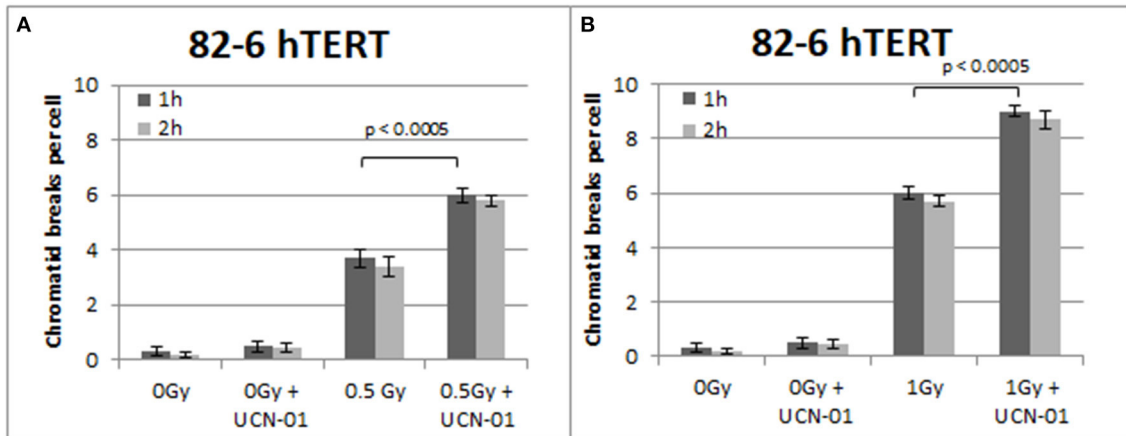 A
82-6 hTERT
Chromatid breaks per cell
10
8
6
4
2
0
1h
2h
p < 0.0005
0Gy
0Gy +
UCN-01
0.5 Gy
0.5Gy +
UCN-01
B
82-6 hTERT
Chromatid breaks per cell
10
8
6
4
2
0
1h
2h
p < 0.0005
0Gy
0Gy +
UCN-01
1Gy
1Gy +
UCN-01